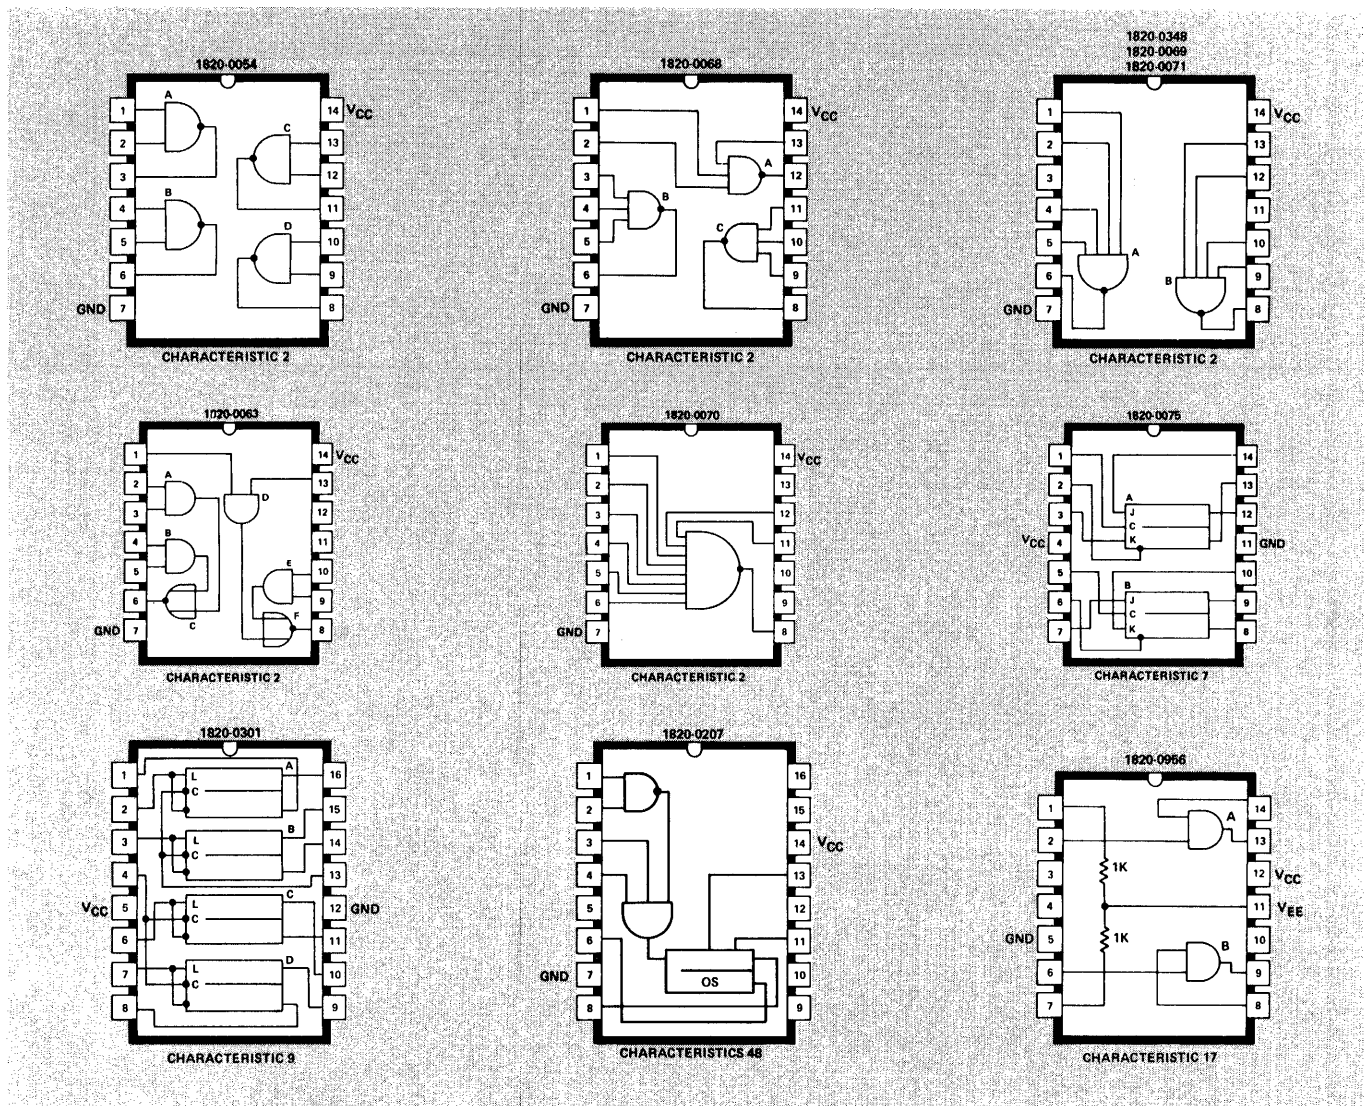 1820-0054
A
1
2
3
B
4
5
6
GND 7
14 VCC
C
13
12
11
D
10
9
8
CHARACTERISTIC 2
1820-0068
1
2
3
4
5
6
GND 7
B
A
C
14 VCC
13
12
11
10
9
8
CHARACTERISTIC 2
1820-0348
1820-0069
1820-0071
1
2
3
4
5
6
GND 7
A
B
14 VCC
13
12
11
10
9
8
CHARACTERISTIC 2
1820-0063
1
2
3
4
5
6
GND 7
A
B
C
D
E
F
14 VCC
13
12
11
10
9
8
CHARACTERISTIC 2
1820-0070
1
2
3
4
5
6
GND 7
14 VCC
13
12
11
10
9
8
CHARACTERISTIC 2
1820-0075
1
2
3
VCC 4
5
6
7
A
J
C
K
B
J
C
K
14
13
12
11 GND
10
9
8
CHARACTERISTIC 7
1820-0301
1
2
3
4
VCC 5
6
7
8
A
L
C
B
L
C
C
L
C
D
L
C
16
15
14
13
12 GND
11
10
9
CHARACTERISTIC 9
1820-0207
1
2
3
4
5
6
GND 7
8
OS
16
15
14 VCC
13
12
11
10
9
CHARACTERISTICS 48
1820-0966
1
2
3
4
GND 5
6
7
1K
1K
A
B
14
13
12 VCC
11 VEE
10
9
8
CHARACTERISTIC 17